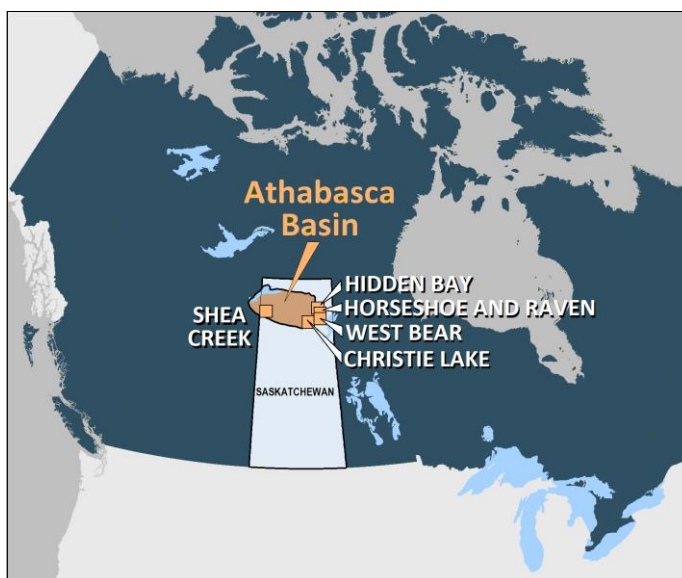 Athabasca
Basin
HIDDEN BAY
HORSESHOE AND RAVEN
WEST BEAR
CHRISTIE LAKE
SHEA
CREEK
SASKATCHEWAN